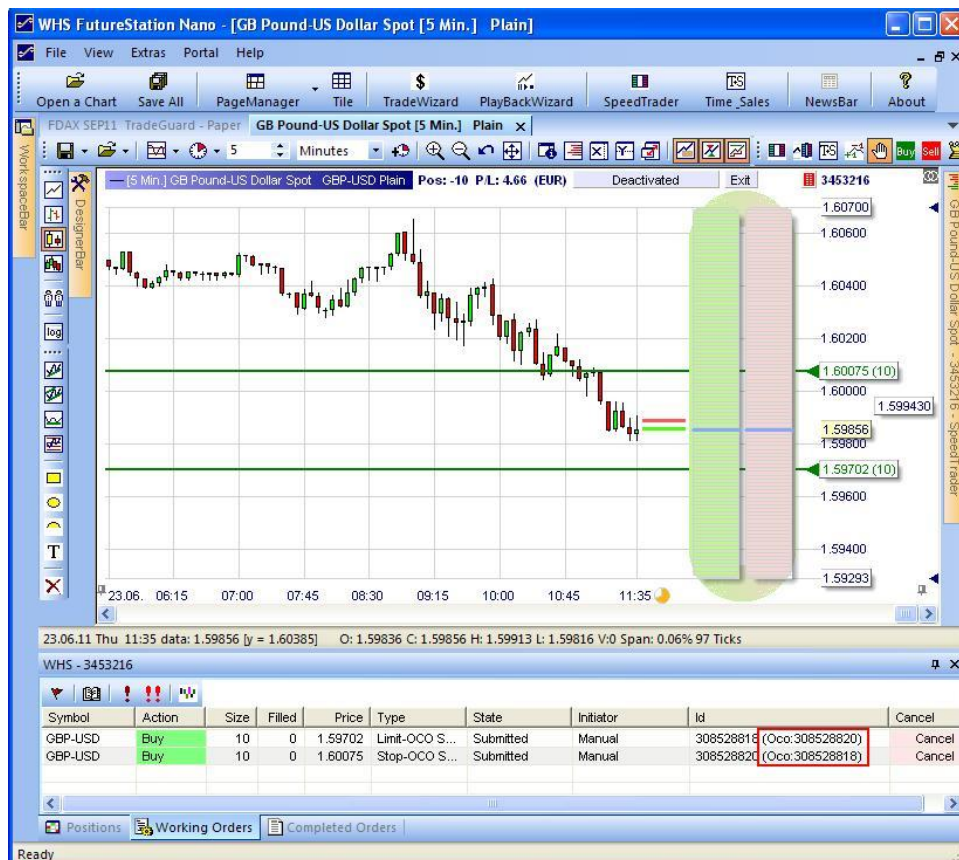 WHS FutureStation Nano - [GB Pound-US Dollar Spot [5 Min.] Plain]
File View Extras Portal Help
Open a Chart Save All PageManager Tile TradeWizard PlayBackWizard SpeedTrader Time_Sales NewsBar About
FDAX SEP11 TradeGuard - Paper GB Pound-US Dollar Spot [5 Min.] Plain x
5 Minutes Buy Sell
WorkspaceBar
DesignerBar
[5 Min.] GB Pound-US Dollar Spot GBP-USD Plain Pos: -10 P/L: 4.66 (EUR) Deactivated Exit 3453216
GB Pound-US Dollar Spot - 3453216 - SpeedTrader
log
T
1.60700
1.60600
1.60400
1.60200
1.60075 (10)
1.60000
1.599430
1.59856
1.59800
1.59702 (10)
1.59600
1.59400
1.59293
23.06. 06:15 07:00 07:45 08:30 09:15 10:00 10:45 11:35
23.06.11 Thu 11:35 data: 1.59856 [y = 1.60385] O: 1.59836 C: 1.59856 H: 1.59913 L: 1.59816 V:0 Span: 0.06% 97 Ticks
WHS - 3453216
Symbol Action Size Filled Price Type State Initiator Id Cancel
GBP-USD Buy 10 0 1.59702 Limit-OCO S... Submitted Manual 308528818 (Oco:308528820) Cancel
GBP-USD Buy 10 0 1.60075 Stop-OCO S... Submitted Manual 308528820 (Oco:308528818) Cancel
Positions Working Orders Completed Orders
Ready